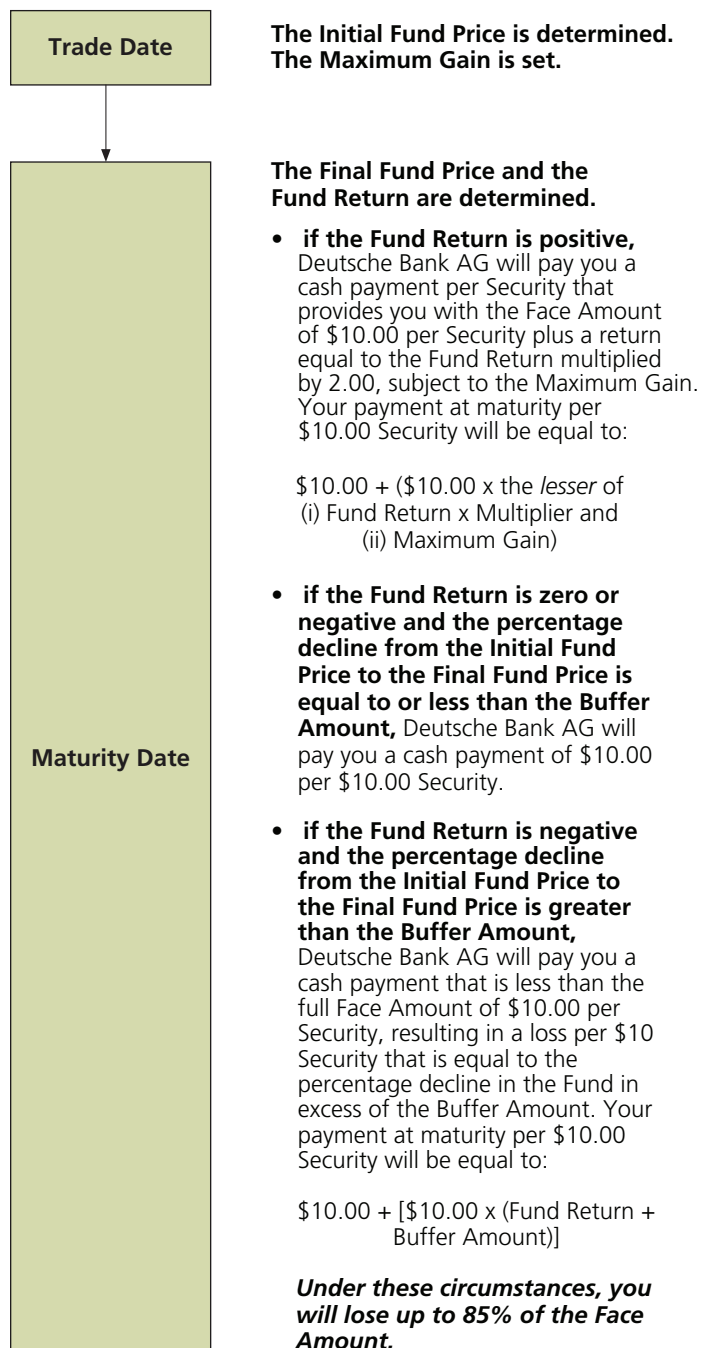 Trade Date
The Initial Fund Price is determined.
The Maximum Gain is set.
Maturity Date
The Final Fund Price and the
Fund Return are determined.
• if the Fund Return is positive,
Deutsche Bank AG will pay you a
cash payment per Security that
provides you with the Face Amount
of $10.00 per Security plus a return
equal to the Fund Return multiplied
by 2.00, subject to the Maximum Gain.
Your payment at maturity per
$10.00 Security will be equal to:
$10.00 + ($10.00 x the lesser of
(i) Fund Return x Multiplier and
(ii) Maximum Gain)
• if the Fund Return is zero or
negative and the percentage
decline from the Initial Fund
Price to the Final Fund Price is
equal to or less than the Buffer
Amount, Deutsche Bank AG will
pay you a cash payment of $10.00
per $10.00 Security.
• if the Fund Return is negative
and the percentage decline
from the Initial Fund Price to
the Final Fund Price is greater
than the Buffer Amount,
Deutsche Bank AG will pay you a
cash payment that is less than the
full Face Amount of $10.00 per
Security, resulting in a loss per $10
Security that is equal to the
percentage decline in the Fund in
excess of the Buffer Amount. Your
payment at maturity per $10.00
Security will be equal to:
$10.00 + [$10.00 x (Fund Return +
Buffer Amount)]
Under these circumstances, you
will lose up to 85% of the Face
Amount.